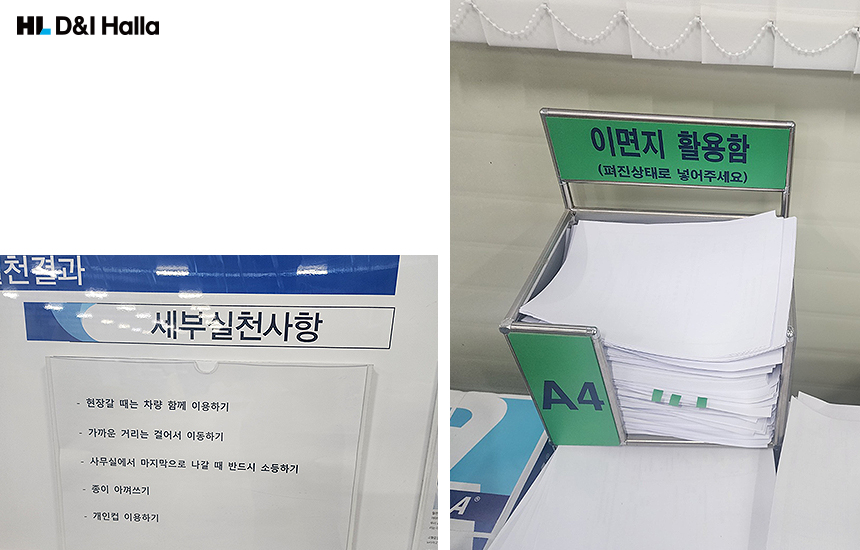 HL D&I Halla
천결과
세부실천사항
- 현장갈 때는 차량 함께 이용하기
- 가까운 거리는 걸어서 이동하기
- 사무실에서 마지막으로 나갈 때 반드시 소등하기
- 종이 아껴쓰기
- 개인컵 이용하기
이면지 활용함
(펴진상태로 넣어주세요)
A4
A®